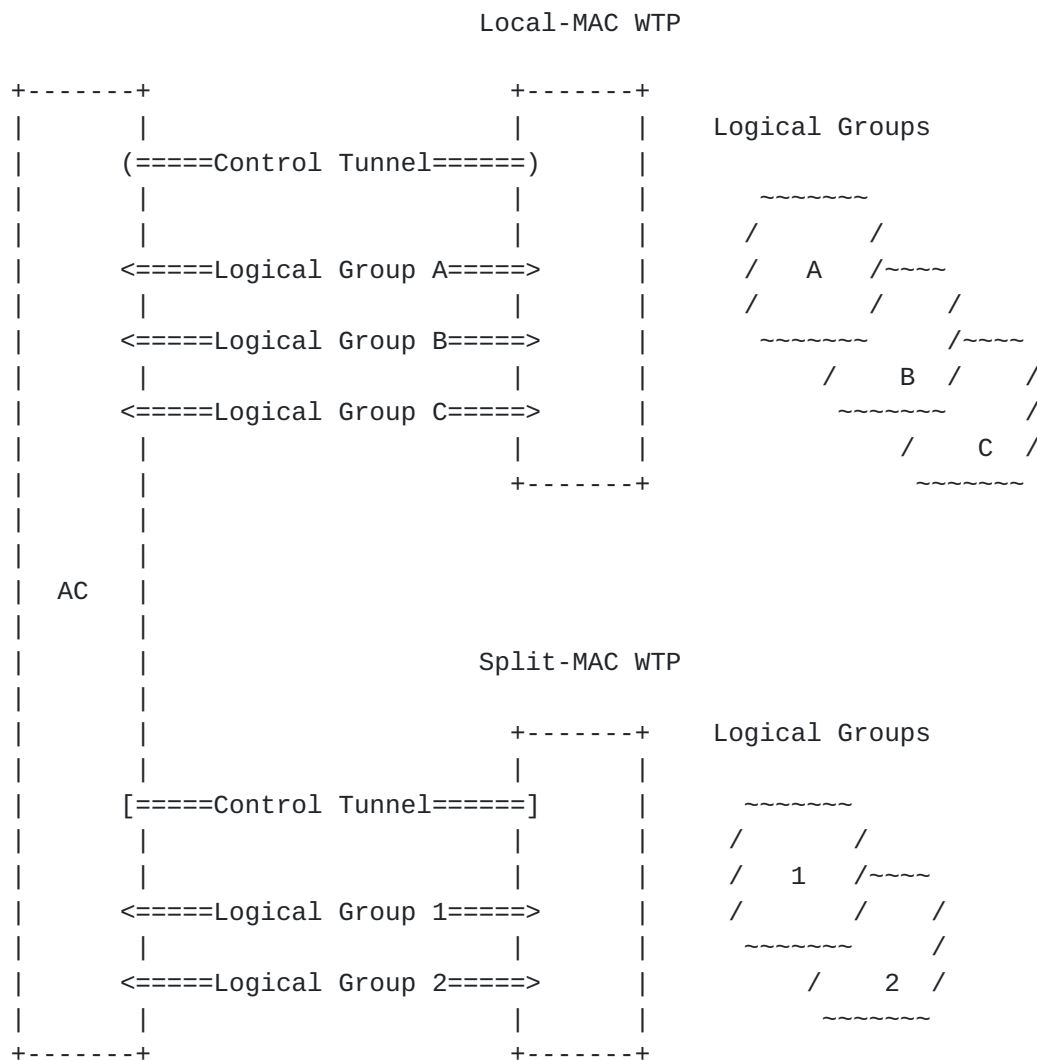 Local-MAC WTP
Logical Groups
(=====Control Tunnel======)
<=====Logical Group A=====>
A
<=====Logical Group B=====>
B
<=====Logical Group C=====>
C
AC
Split-MAC WTP
Logical Groups
[=====Control Tunnel======]
1
<=====Logical Group 1=====>
<=====Logical Group 2=====>
2